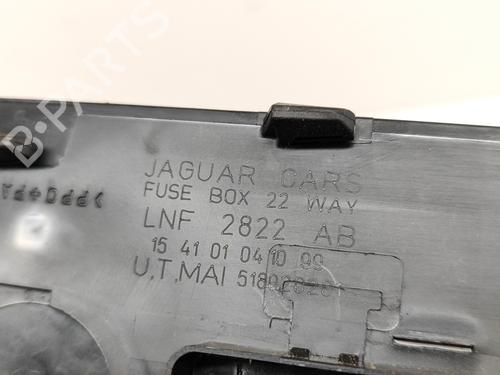 B-PARTS
JAGUAR CARS
FUSE BOX 22 WAY
LNF 2822 AB
15 41 01 04 10 99
U.T.MAI